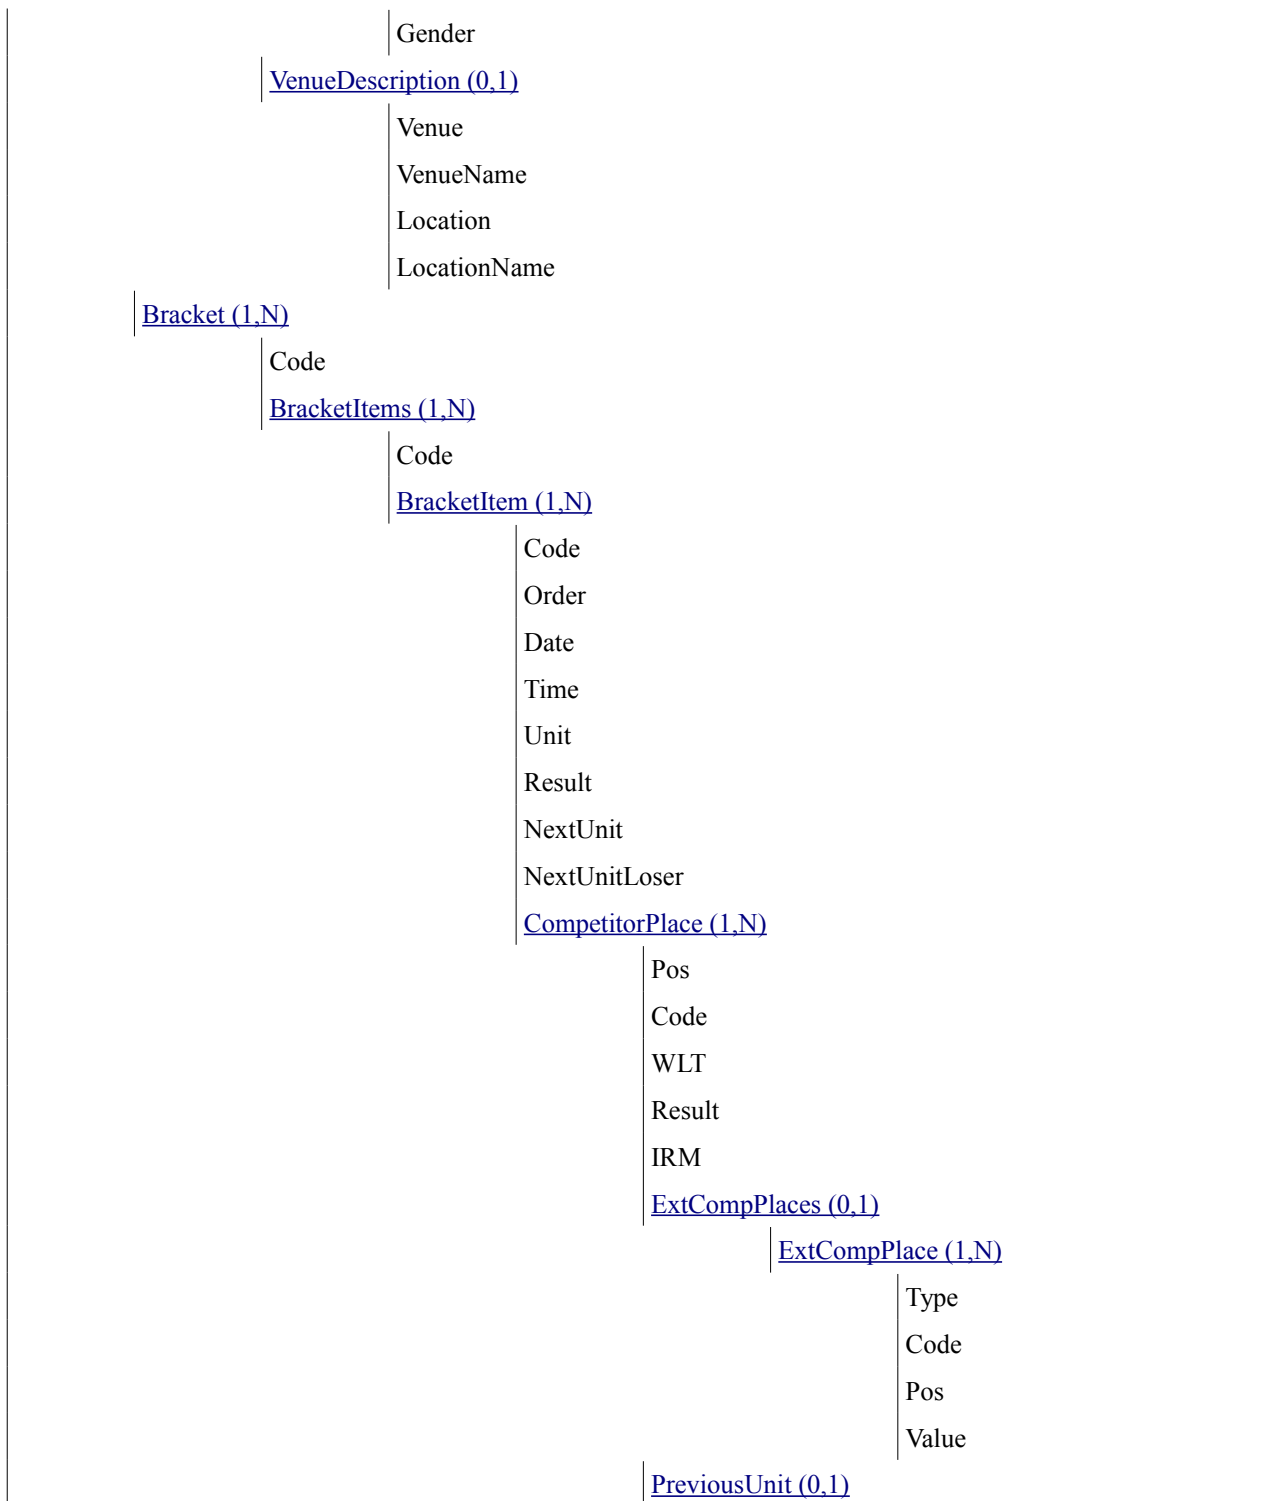 Gender
VenueDescription (0,1)
Venue
VenueName
Location
LocationName
Bracket (1,N)
Code
BracketItems (1,N)
Code
BracketItem (1,N)
Code
Order
Date
Time
Unit
Result
NextUnit
NextUnitLoser
CompetitorPlace (1,N)
Pos
Code
WLT
Result
IRM
ExtCompPlaces (0,1)
ExtCompPlace (1,N)
Type
Code
Pos
Value
PreviousUnit (0,1)